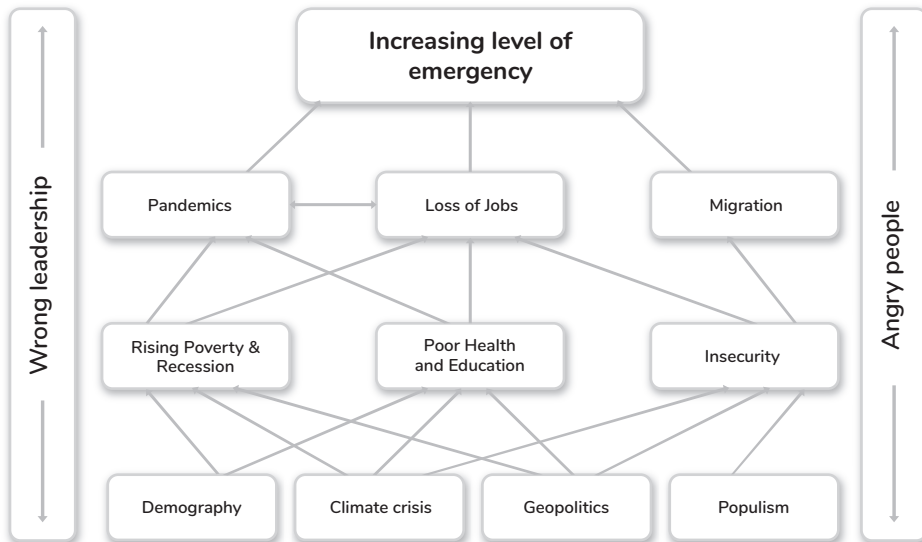 Increasing level of
emergency
Wrong leadership
Angry people
Pandemics
Loss of Jobs
Migration
Rising Poverty &
Recession
Poor Health
and Education
Insecurity
Demography
Climate crisis
Geopolitics
Populism